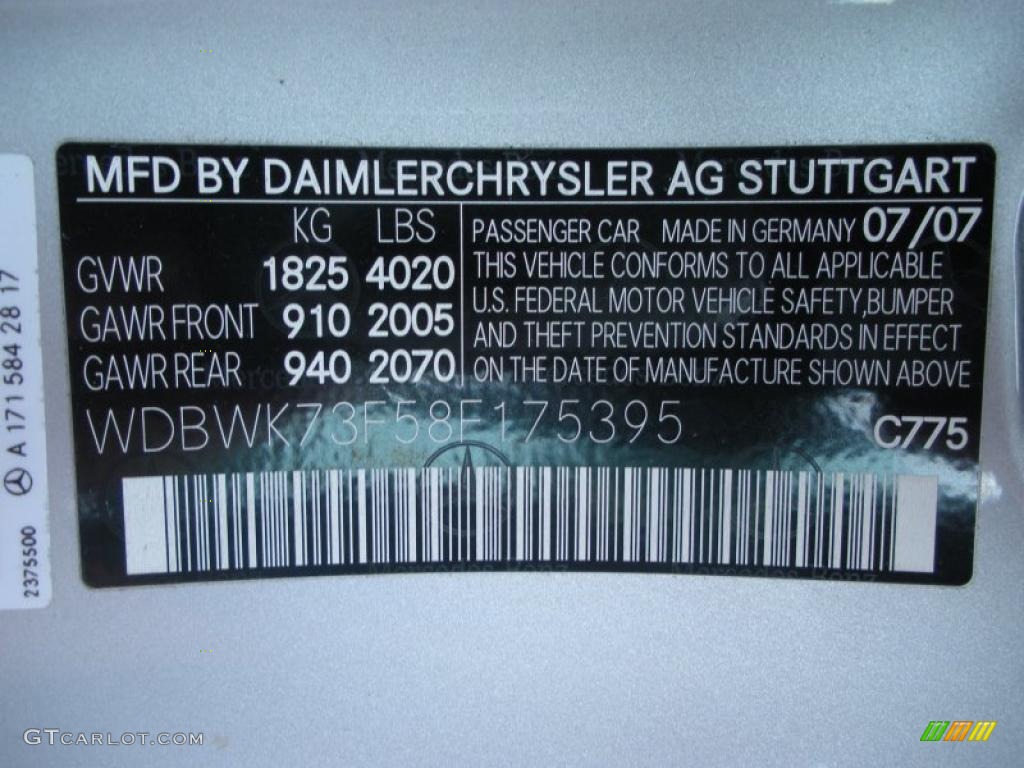 MFD BY DAIMLERCHRYSLER AG STUTTGART
KG LBS
GVWR 1825 4020
GAWR FRONT 910 2005
GAWR REAR 940 2070
PASSENGER CAR MADE IN GERMANY 07/07
THIS VEHICLE CONFORMS TO ALL APPLICABLE
U.S. FEDERAL MOTOR VEHICLE SAFETY,BUMPER
AND THEFT PREVENTION STANDARDS IN EFFECT
ON THE DATE OF MANUFACTURE SHOWN ABOVE
WDBWK73F58F175395
C775
A 171 584 28 17
2375500
GTCARLOT.COM